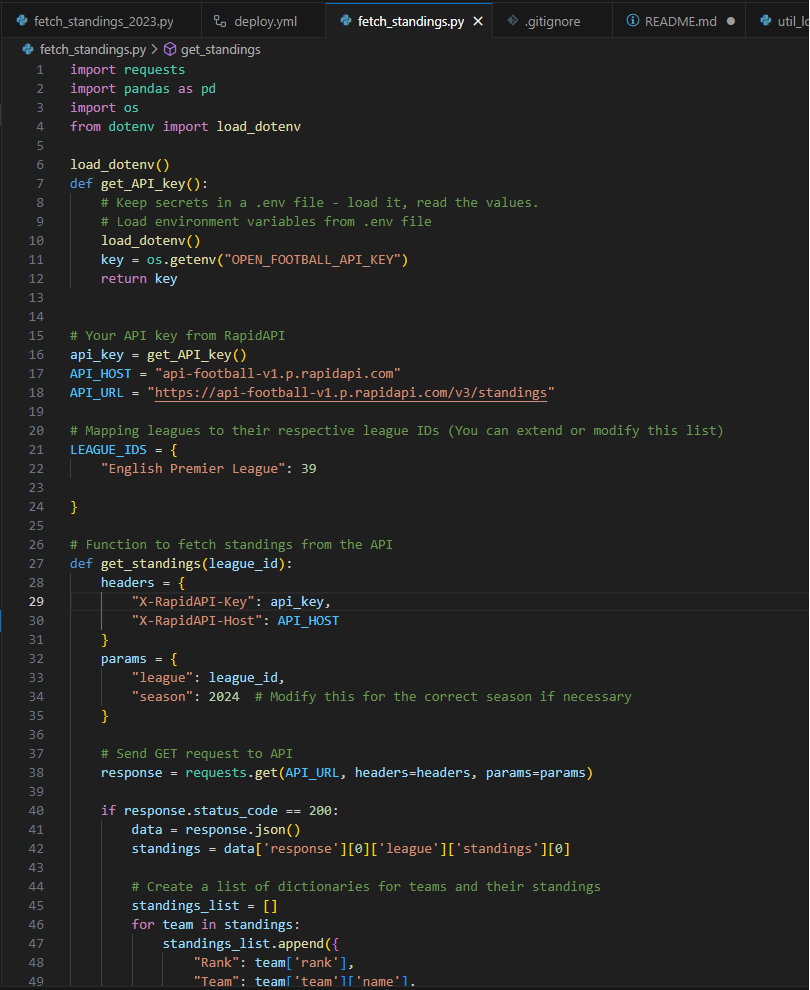 fetch_standings_2023.py deploy.yml fetch_standings.py .gitignore README.md
fetch_standings.py > get_standings
1 import requests
2 import pandas as pd
3 import os
4 from dotenv import load_dotenv
5
6 load_dotenv()
7 def get_API_key():
8     # Keep secrets in a .env file - load it, read the values.
9     # Load environment variables from .env file
10     load_dotenv()
11     key = os.getenv("OPEN_FOOTBALL_API_KEY")
12     return key
13
14
15 # Your API key from RapidAPI
16 api_key = get_API_key()
17 API_HOST = "api-football-v1.p.rapidapi.com"
18 API_URL = "https://api-football-v1.p.rapidapi.com/v3/standings"
19
20 # Mapping leagues to their respective league IDs (You can extend or modify this list)
21 LEAGUE_IDS = {
22     "English Premier League": 39
23
24 }
25
26 # Function to fetch standings from the API
27 def get_standings(league_id):
28     headers = {
29         "X-RapidAPI-Key": api_key,
30         "X-RapidAPI-Host": API_HOST
31     }
32     params = {
33         "league": league_id,
34         "season": 2024  # Modify this for the correct season if necessary
35     }
36
37     # Send GET request to API
38     response = requests.get(API_URL, headers=headers, params=params)
39
40     if response.status_code == 200:
41         data = response.json()
42         standings = data['response'][0]['league']['standings'][0]
43
44         # Create a list of dictionaries for teams and their standings
45         standings_list = []
46         for team in standings:
47             standings_list.append({
48                 "Rank": team['rank'],
49                 "Team": team['team']['name'],